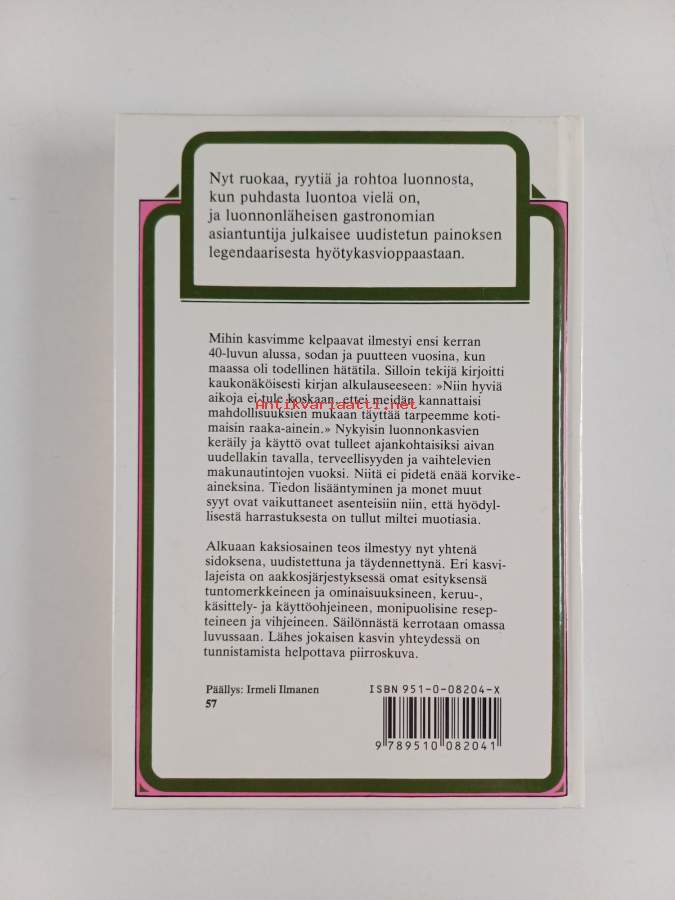 Nyt ruokaa, ryytiä ja rohtoa luonnosta,
kun puhdasta luontoa vielä on,
ja luonnonläheisen gastronomian
asiantuntija julkaisee uudistetun painoksen
legendaarisesta hyötykasvioppaastaan.
Mihin kasvimme kelpaavat ilmestyi ensi kerran
40-luvun alussa, sodan ja puutteen vuosina, kun
maassa oli todellinen hätätila. Silloin tekijä kirjoitti
kaukonäköisesti kirjan alkulauseeseen: »Niin hyviä
aikoja ei tule koskaan, ettei meidän kannattaisi
Antikvariaatti.net
mahdollisuuksien mukaan täyttää tarpeemme koti-
maisin raaka-ainein.» Nykyisin luonnonkasvien
keräily ja käyttö ovat tulleet ajankohtaisiksi aivan
uudellakin tavalla, terveellisyyden ja vaihtelevien
makunautintojen vuoksi. Niitä ei pidetä enää korvike-
aineksina. Tiedon lisääntyminen ja monet muut
syyt ovat vaikuttaneet asenteisiin niin, että hyödyl-
lisestä harrastuksesta on tullut miltei muotiasia.
Alkuaan kaksiosainen teos ilmestyy nyt yhtenä
sidoksena, uudistettuna ja täydennettynä. Eri kasvi-
lajeista on aakkosjärjestyksessä omat esityksensä
tuntomerkkeineen ja ominaisuuksineen, keruu-,
käsittely- ja käyttöohjeineen, monipuolisine resep-
teineen ja vihjeineen. Säilönnästä kerrotaan omassa
luvussaan. Lähes jokaisen kasvin yhteydessä on
tunnistamista helpottava piirroskuva.
Päällys: Irmeli Ilmanen
57
ISBN 951-0-08204-X
9 789510 082041